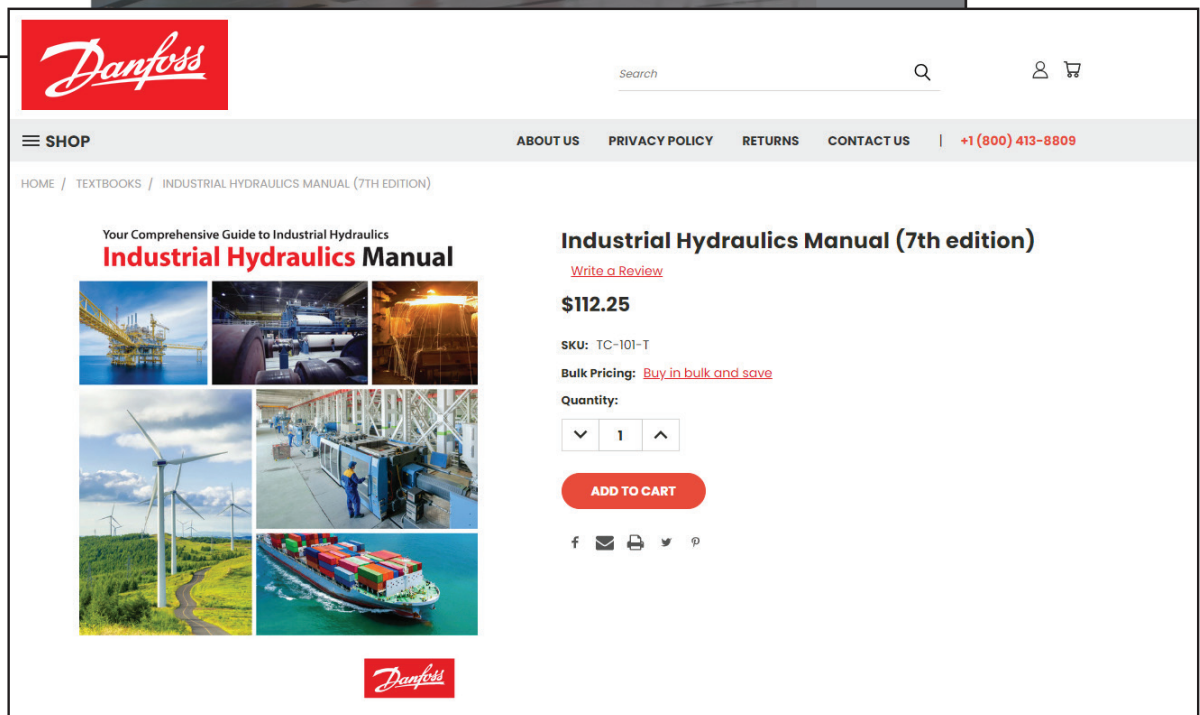 Danfoss
Search
SHOP
ABOUT US PRIVACY POLICY RETURNS CONTACT US | +1 (800) 413-8809
HOME / TEXTBOOKS / INDUSTRIAL HYDRAULICS MANUAL (7TH EDITION)
Your Comprehensive Guide to Industrial Hydraulics
Industrial Hydraulics Manual
Danfoss
Industrial Hydraulics Manual (7th edition)
Write a Review
$112.25
SKU: TC-101-T
Bulk Pricing: Buy in bulk and save
Quantity:
1
ADD TO CART